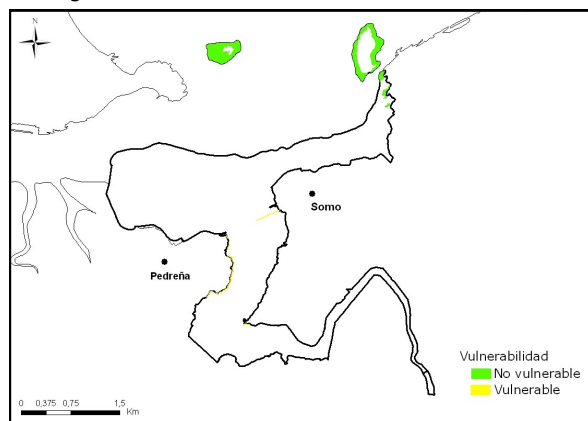 N
Somo
Pedreña
Vulnerabilidad
No vulnerable
Vulnerable
0 0,375 0,75 1,5
Km